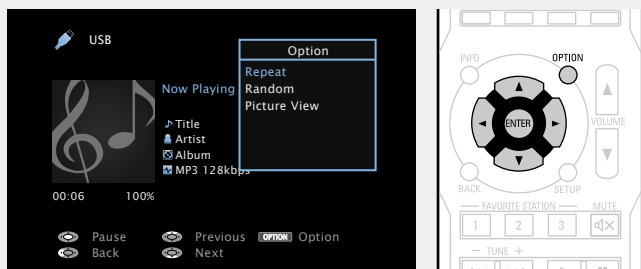 USB
Option
Repeat
Random
Picture View
Now Playing
Title
Artist
Album
MP3 128kbps
00:06 100%
Pause Previous OPTION Option
Back Next
INFO OPTION
ENTER
VOLUME
BACK SETUP
FAVORITE STATION MUTE
1 2 3
− TUNE +